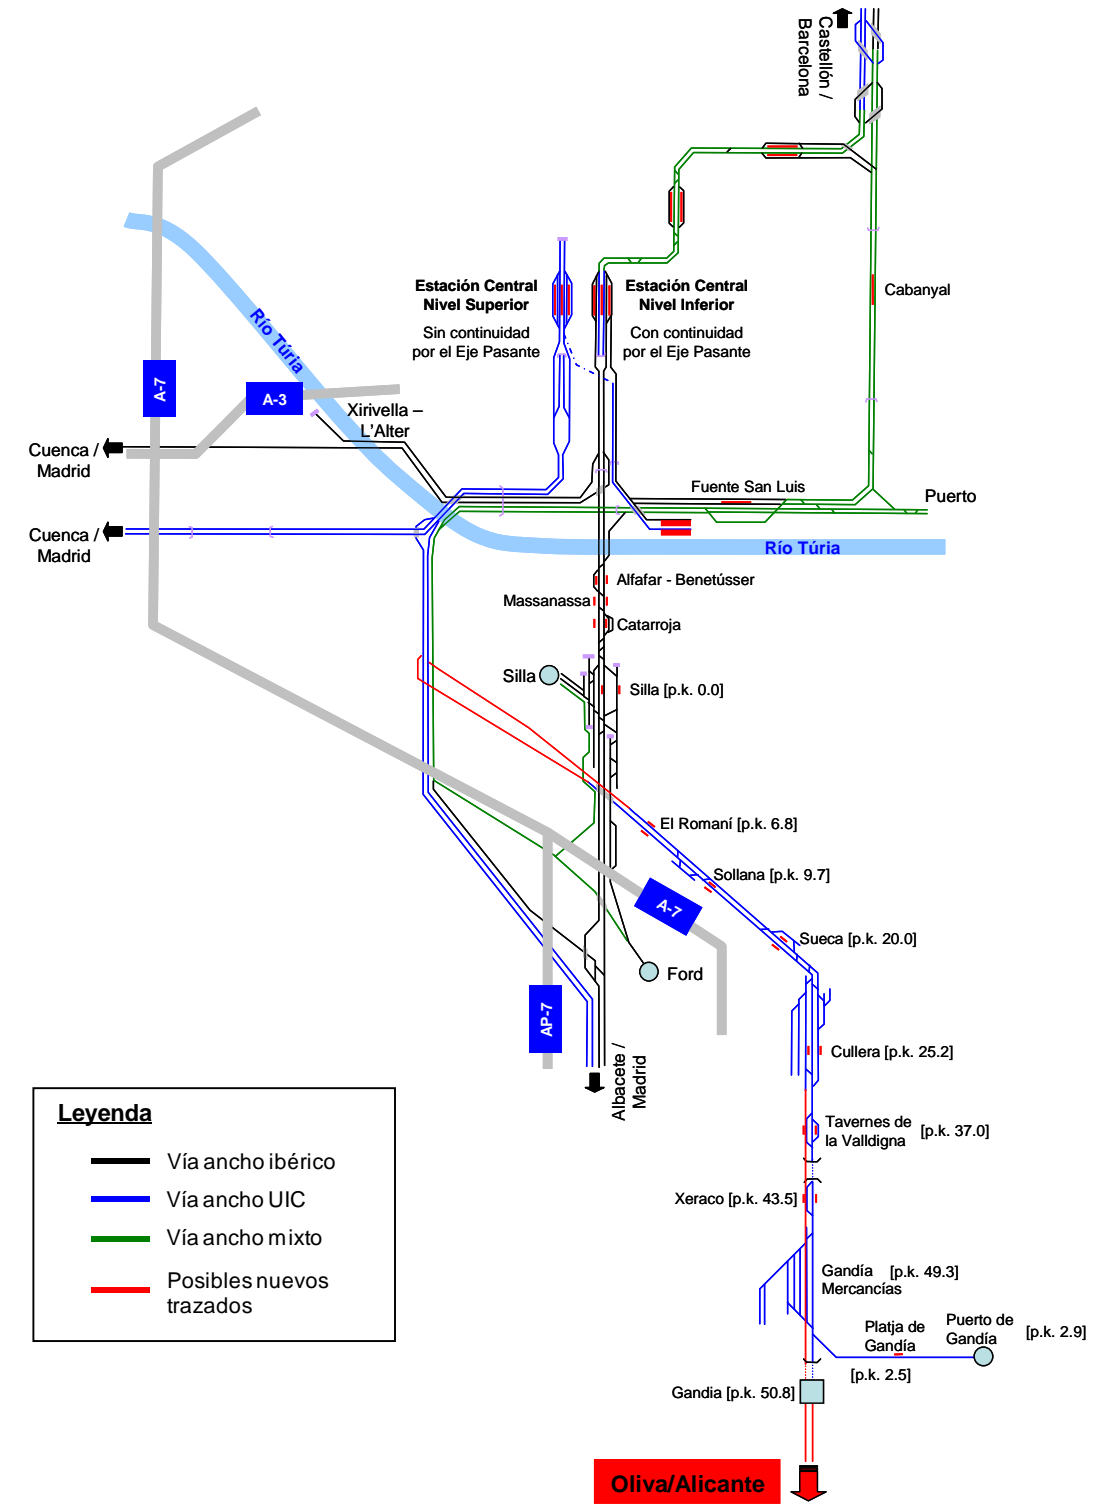 Castellón /
Barcelona
Estación Central
Nivel Superior
Sin continuidad
por el Eje Pasante
Estación Central
Nivel Inferior
Con continuidad
por el Eje Pasante
Cabanyal
Río Túria
A-7
A-3
Xirivella –
L'Alter
Cuenca /
Madrid
Fuente San Luis
Puerto
Cuenca /
Madrid
Río Túria
Alfafar - Benetússer
Massanassa
Catarroja
Silla
Silla [p.k. 0.0]
El Romaní [p.k. 6.8]
Sollana [p.k. 9.7]
A-7
Sueca [p.k. 20.0]
Ford
AP-7
Cullera [p.k. 25.2]
Albacete /
Madrid
Tavernes de
la Valldigna
[p.k. 37.0]
Xeraco [p.k. 43.5]
Gandía
Mercancías
[p.k. 49.3]
Platja de
Gandía
[p.k. 2.5]
Puerto de
Gandía
[p.k. 2.9]
Gandia [p.k. 50.8]
Oliva/Alicante
Leyenda
Vía ancho ibérico
Vía ancho UIC
Vía ancho mixto
Posibles nuevos
trazados